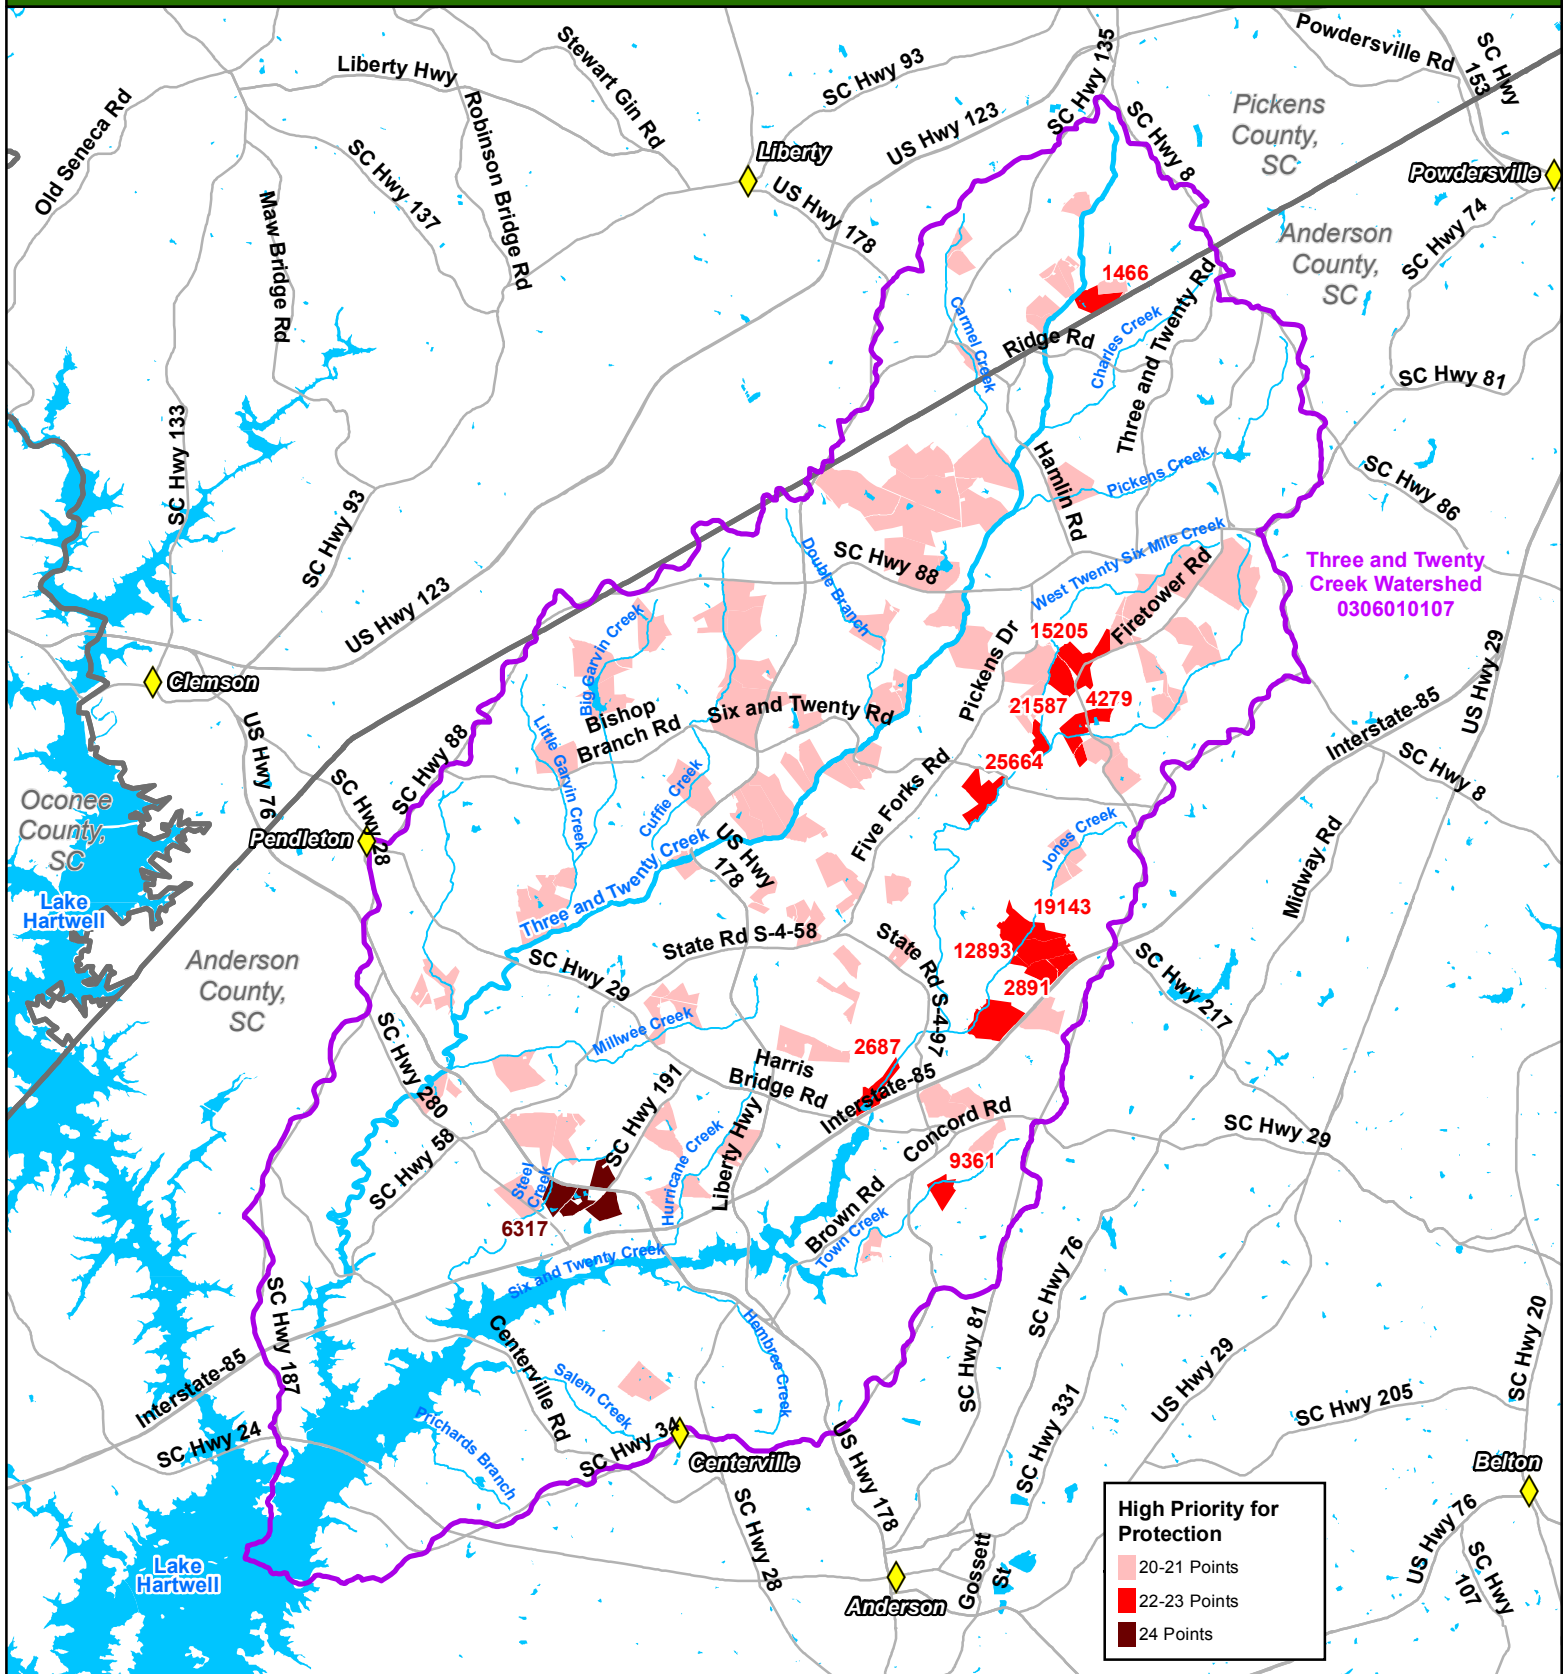 Powdersville Rd
SC Hwy
153
SC Hwy 135
Stewart Gin Rd
Liberty Hwy
SC Hwy 93
Old Seneca Rd
Robinson Bridge Rd
US Hwy 123
SC Hwy 8
Pickens
County,
SC
SC Hwy 137
Liberty
Powdersville
Maw Bridge Rd
US Hwy 178
SC Hwy 74
Anderson
County,
SC
1466
Carmel Creek
Ridge Rd
Charles Creek
Three and Twenty Rd
SC Hwy 81
SC Hwy 133
Hamlin Rd
Pickens Creek
SC Hwy 86
SC Hwy 93
Double Branch
SC Hwy 88
West Twenty Six Mile Creek
Three and Twenty
Creek Watershed
0306010107
US Hwy 123
Firetower Rd
Big Garvin Creek
15205
Pickens Dr
US Hwy 29
Clemson
Bishop
Branch Rd
Six and Twenty Rd
21587
4279
Interstate-85
US Hwy 76
SC Hwy 88
Little Garvin Creek
Cuffie Creek
25664
SC Hwy 8
SC Hwy 28
Oconee
County,
SC
Pendleton
Five Forks Rd
US Hwy
178
Jones Creek
Midway Rd
Three and Twenty Creek
Lake
Hartwell
19143
State Rd S-4-58
State Rd S-4-97
12893
SC Hwy 29
2891
SC Hwy 217
Anderson
County,
SC
Millwee Creek
2687
SC Hwy 280
Harris
Bridge Rd
SC Hwy 191
Interstate-85
Concord Rd
SC Hwy 29
SC Hwy 58
Hurricane Creek
Liberty Hwy
9361
Steel
Creek
6317
Brown Rd
Town Creek
Six and Twenty Creek
SC Hwy 76
SC Hwy 187
Centerville Rd
Hembree Creek
SC Hwy 81
SC Hwy 20
Interstate-85
Salem Creek
US Hwy 29
SC Hwy 331
SC Hwy 205
Prichards Branch
SC Hwy 24
SC Hwy 34
Centerville
US Hwy 178
Belton
SC Hwy 28
US Hwy 76
SC Hwy
107
Gossett
St
Lake
Hartwell
Anderson
High Priority for
Protection
20-21 Points
22-23 Points
24 Points